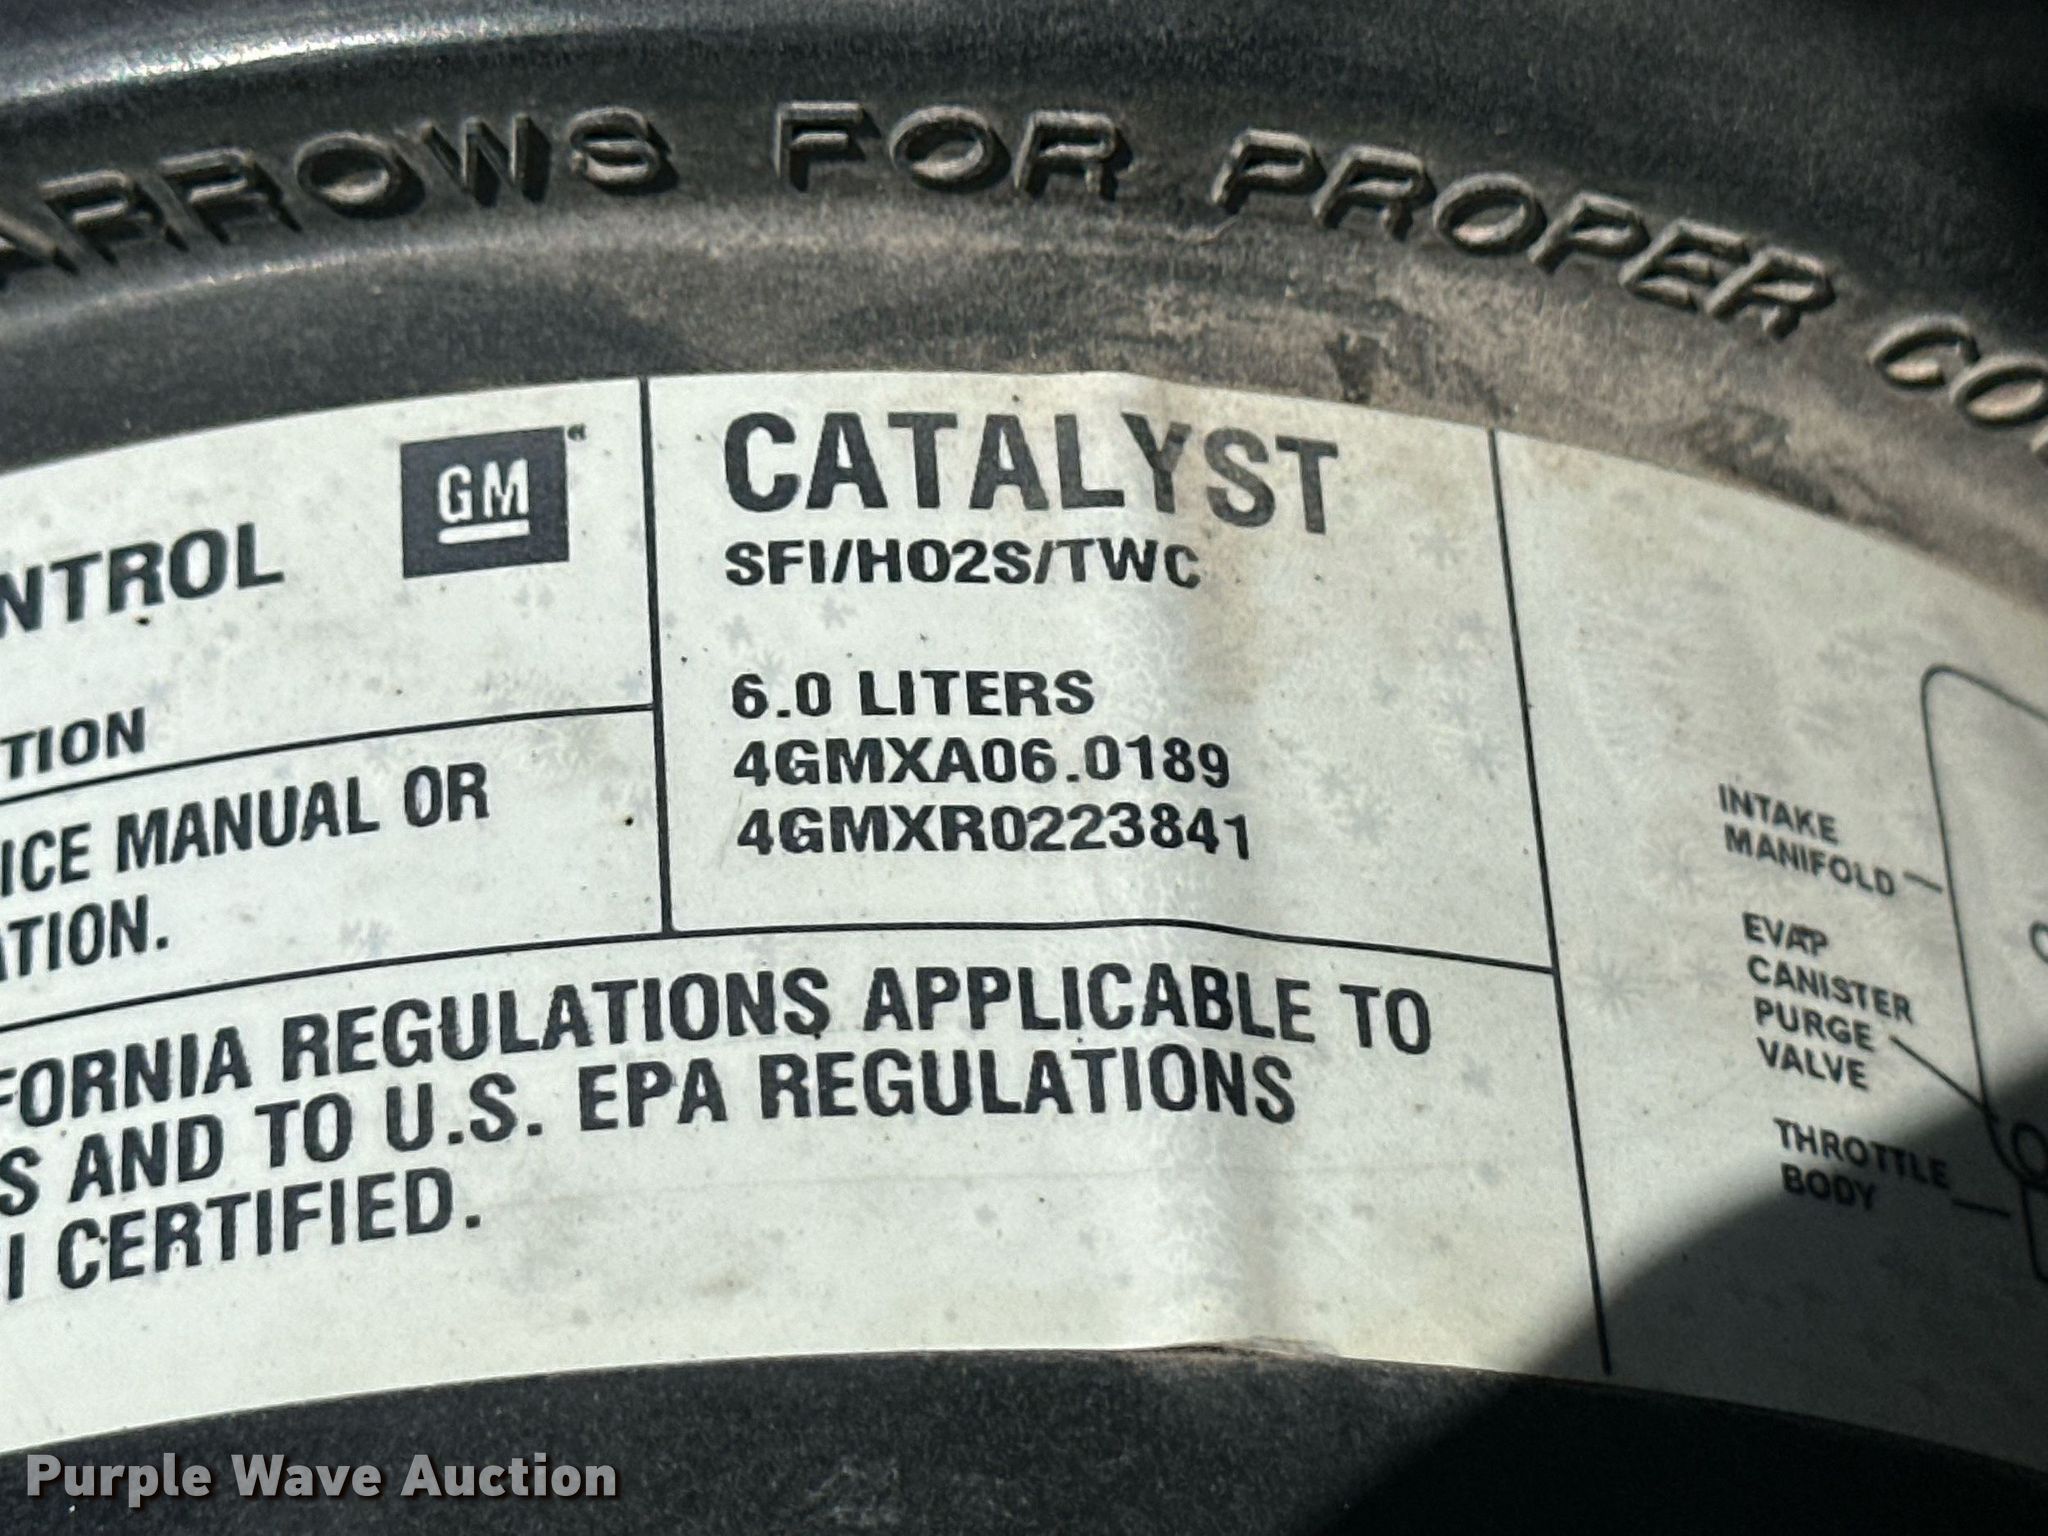 ARROWS FOR PROPER CO
NTROL
GM
TION
ICE MANUAL OR
ATION.
CATALYST
SFI/HO2S/TWC
6.0 LITERS
4GMXA06.0189
4GMXR0223841
FORNIA REGULATIONS APPLICABLE TO
S AND TO U.S. EPA REGULATIONS
I CERTIFIED.
INTAKE
MANIFOLD
EVAP
CANISTER
PURGE
VALVE
THROTTLE
BODY
Purple Wave Auction